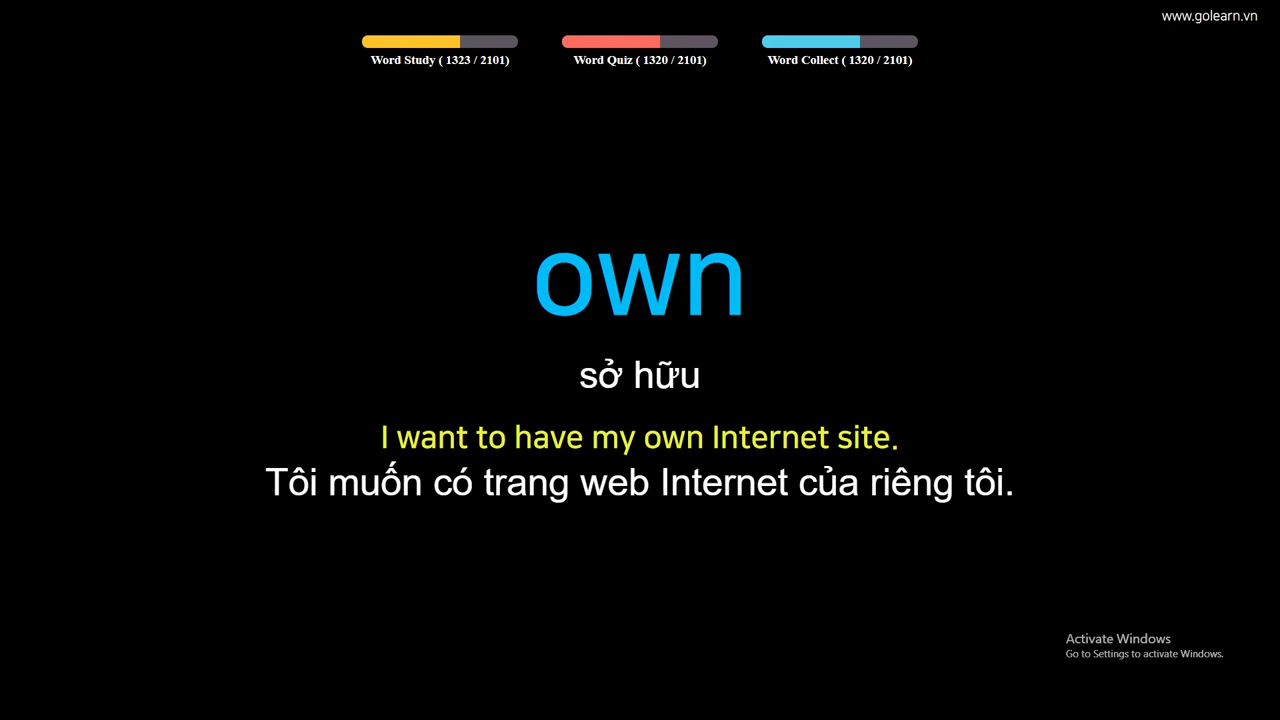 www.golearn.vn
Word Study ( 1323 / 2101)
Word Quiz ( 1320 / 2101)
Word Collect ( 1320 / 2101)
own
sở hữu
I want to have my own Internet site.
Tôi muốn có trang web Internet của riêng tôi.
Activate Windows
Go to Settings to activate Windows.